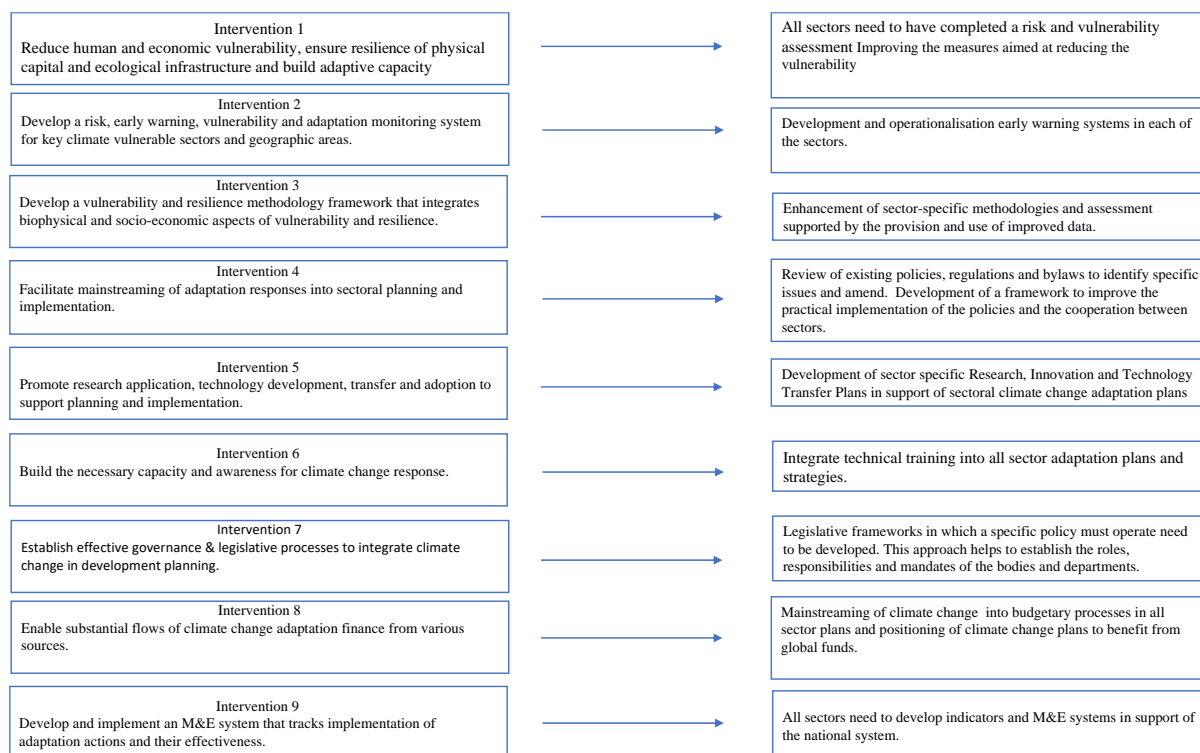 Intervention 1
Reduce human and economic vulnerability, ensure resilience of physical
capital and ecological infrastructure and build adaptive capacity
All sectors need to have completed a risk and vulnerability
assessment Improving the measures aimed at reducing the
vulnerability
Intervention 2
Develop a risk, early warning, vulnerability and adaptation monitoring system
for key climate vulnerable sectors and geographic areas.
Development and operationalisation early warning systems in each of
the sectors.
Intervention 3
Develop a vulnerability and resilience methodology framework that integrates
biophysical and socio-economic aspects of vulnerability and resilience.
Enhancement of sector-specific methodologies and assessment
supported by the provision and use of improved data.
Intervention 4
Facilitate mainstreaming of adaptation responses into sectoral planning and
implementation.
Review of existing policies, regulations and bylaws to identify specific
issues and amend. Development of a framework to improve the
practical implementation of the policies and the cooperation between
sectors.
Intervention 5
Promote research application, technology development, transfer and adoption to
support planning and implementation.
Development of sector specific Research, Innovation and Technology
Transfer Plans in support of sectoral climate change adaptation plans
Intervention 6
Build the necessary capacity and awareness for climate change response.
Integrate technical training into all sector adaptation plans and
strategies.
Intervention 7
Establish effective governance & legislative processes to integrate climate
change in development planning.
Legislative frameworks in which a specific policy must operate need
to be developed. This approach helps to establish the roles,
responsibilities and mandates of the bodies and departments.
Intervention 8
Enable substantial flows of climate change adaptation finance from various
sources.
Mainstreaming of climate change into budgetary processes in all
sector plans and positioning of climate change plans to benefit from
global funds.
Intervention 9
Develop and implement an M&E system that tracks implementation of
adaptation actions and their effectiveness.
All sectors need to develop indicators and M&E systems in support of
the national system.